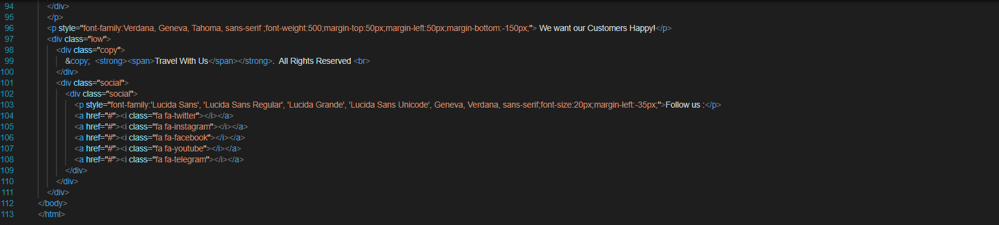 94 </div>
95 </p>
96 <p style="font-family:Verdana, Geneva, Tahoma, sans-serif ;font-weight:500;margin-top:50px;margin-left:50px;margin-bottom:-150px;"> We want our Customers Happy!</p>
97 <div class="low">
98 <div class="copy">
99 &copy; <strong><span>Travel With Us</span></strong>. All Rights Reserved <br>
100 </div>
101 <div class="social">
102 <div class="social">
103 <p style="font-family:'Lucida Sans', 'Lucida Sans Regular', 'Lucida Grande', 'Lucida Sans Unicode', Geneva, Verdana, sans-serif;font-size:20px;margin-left:-35px;">Follow us :</p>
104 <a href="#"><i class="fa fa-twitter"></i></a>
105 <a href="#"><i class="fa fa-instagram"></i></a>
106 <a href="#"><i class="fa fa-facebook"></i></a>
107 <a href="#"><i class="fa fa-youtube"></i></a>
108 <a href="#"><i class="fa fa-telegram"></i></a>
109 </div>
110 </div>
111 </div>
112 </body>
113 </html>